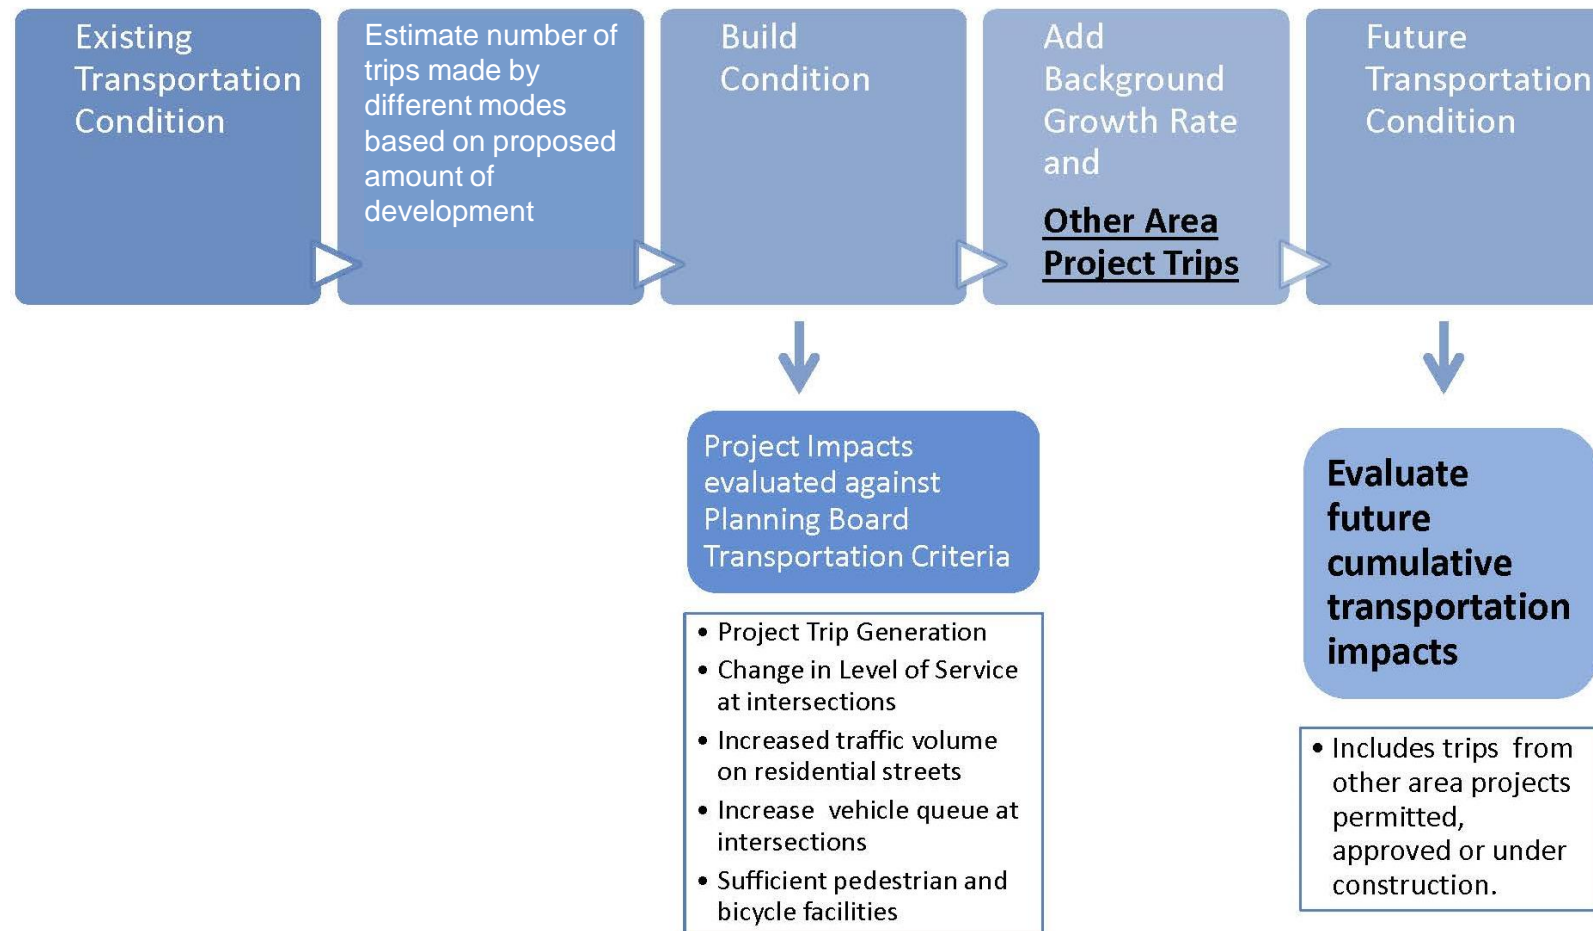 Existing
Transportation
Condition
Estimate number of
trips made by
different modes
based on proposed
amount of
development
Build
Condition
Add
Background
Growth Rate
and
Other Area
Project Trips
Future
Transportation
Condition
Project Impacts
evaluated against
Planning Board
Transportation Criteria
• Project Trip Generation
• Change in Level of Service
at intersections
• Increased traffic volume
on residential streets
• Increase vehicle queue at
intersections
• Sufficient pedestrian and
bicycle facilities
Evaluate
future
cumulative
transportation
impacts
• Includes trips from
other area projects
permitted,
approved or under
construction.